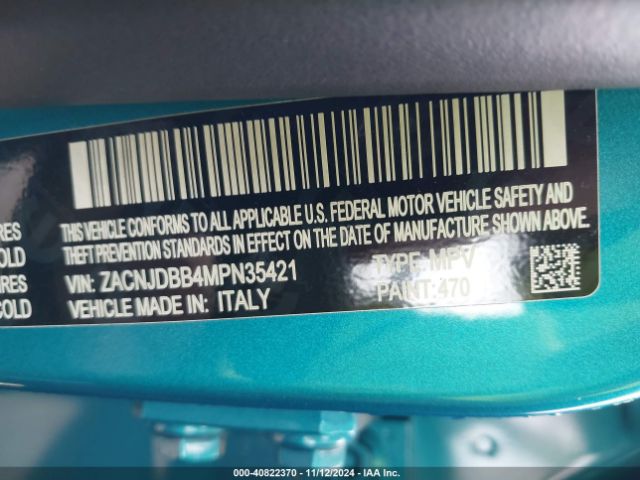 THIS VEHICLE CONFORMS TO ALL APPLICABLE U.S. FEDERAL MOTOR VEHICLE SAFETY AND
THEFT PREVENTION STANDARDS IN EFFECT ON THE DATE OF MANUFACTURE SHOWN ABOVE.
VIN: ZACNJDBB4MPN35421 TYPE: MPV
VEHICLE MADE IN: ITALY PAINT: 470
RES
OLD
RES
COLD
000-40822370 - 11/12/2024 - IAA Inc.